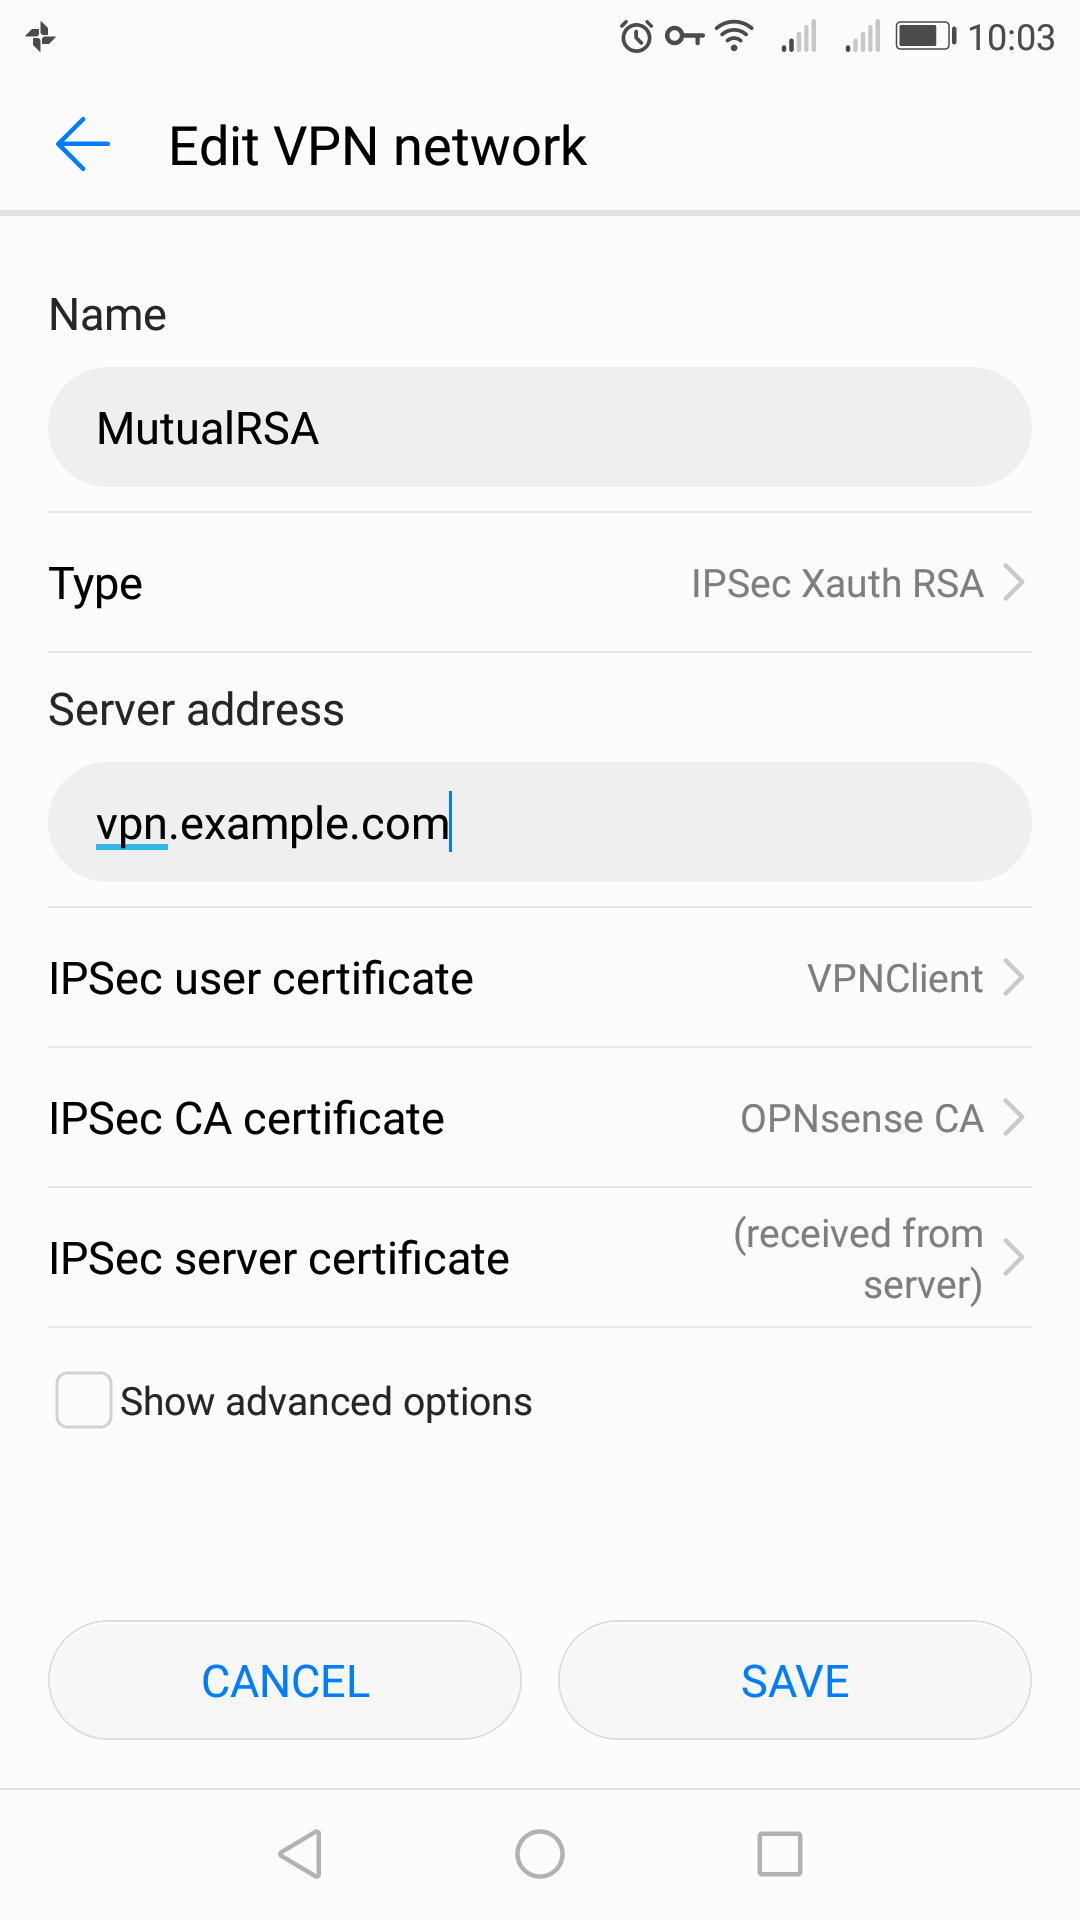 10:03
Edit VPN network
Name
MutualRSA
Type
IPSec Xauth RSA
Server address
vpn.example.com
IPSec user certificate
VPNClient
IPSec CA certificate
OPNsense CA
IPSec server certificate
(received from
server)
Show advanced options
CANCEL
SAVE